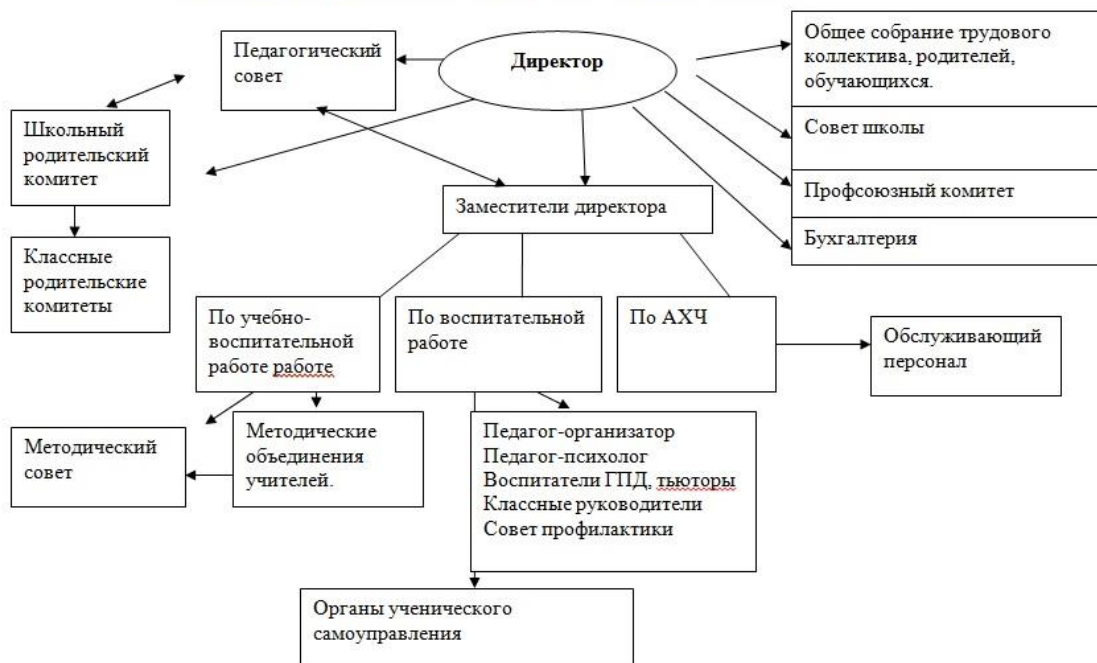 Директор
Педагогический
совет
Общее собрание трудового
коллектива, родителей,
обучающихся.
Школьный
родительский
комитет
Совет школы
Профсоюзный комитет
Заместители директора
Бухгалтерия
Классные
родительские
комитеты
По учебно-
воспитательной
работе работе
По воспитательной
работе
По АХЧ
Обслуживающий
персонал
Методический
совет
Методические
объединения
учителей.
Педагог-организатор
Педагог-психолог
Воспитатели ГПД, тьюторы
Классные руководители
Совет профилактики
Органы ученического
самоуправления